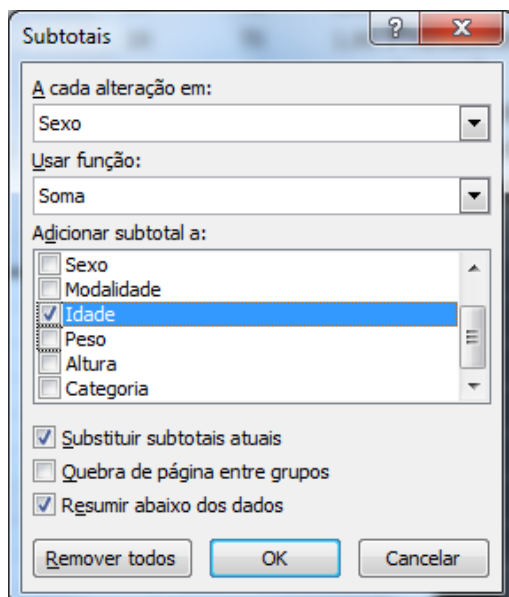 Subtotais
A cada alteração em:
Sexo
Usar função:
Soma
Adicionar subtotal a:
Sexo
Modalidade
Idade
Peso
Altura
Categoria
Substituir subtotais atuais
Quebra de página entre grupos
Resumir abaixo dos dados
Remover todos OK Cancelar